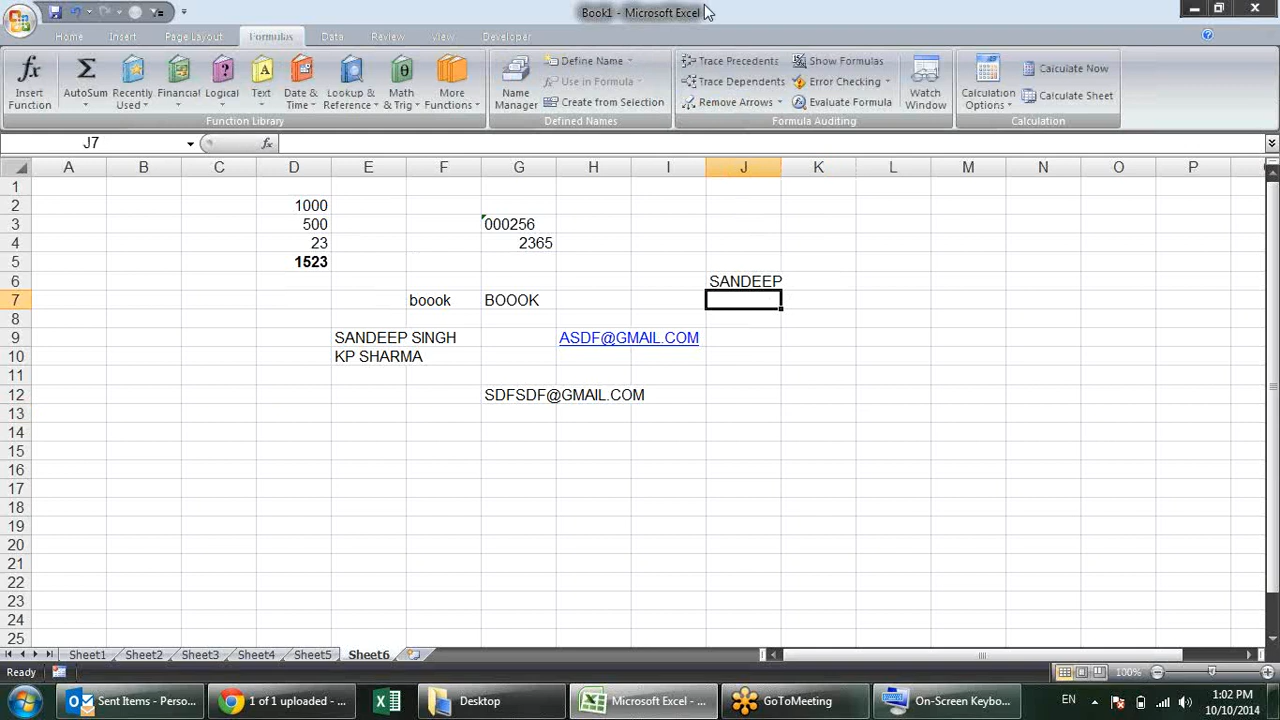 Book1 - Microsoft Excel
Home Insert Page Layout Formulas Data Review View Developer
Insert Function
AutoSum
Recently Used
Financial
Logical
Text
Date & Time
Lookup & Reference
Math & Trig
More Functions
Function Library
Name Manager
Define Name
Use in Formula
Create from Selection
Defined Names
Trace Precedents
Trace Dependents
Remove Arrows
Show Formulas
Error Checking
Evaluate Formula
Watch Window
Formula Auditing
Calculation Options
Calculate Now
Calculate Sheet
Calculation
J7
fx
A B C D E F G H I J K L M N O P
1
2 1000
3 500 000256
4 23 2365
5 1523
6 SANDEEP
7 boook BOOOK
8
9 SANDEEP SINGH ASDF@GMAIL.COM
10 KP SHARMA
11
12 SDFSDF@GMAIL.COM
13
14
15
16
17
18
19
20
21
22
23
24
25
Sheet1 Sheet2 Sheet3 Sheet4 Sheet5 Sheet6
Ready 100%
Sent Items - Perso... 1 of 1 uploaded - ... Desktop Microsoft Excel - ... GoToMeeting On-Screen Keybo... EN 1:02 PM
10/10/2014